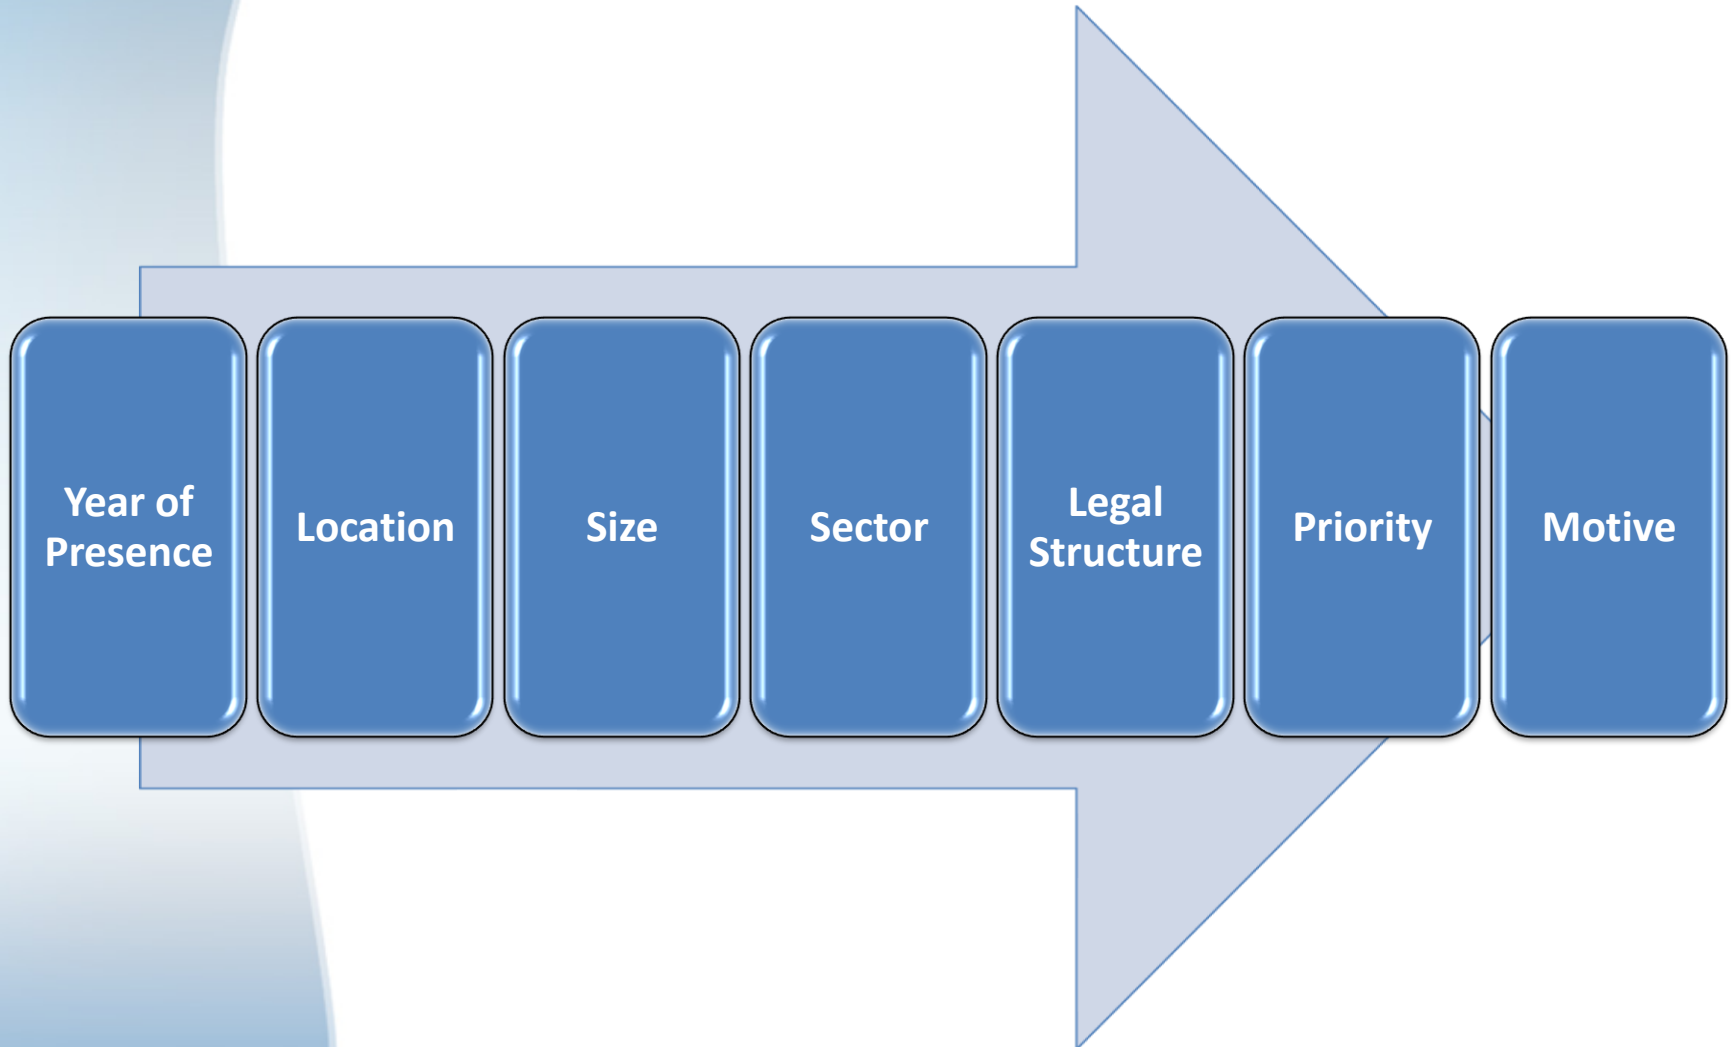 Year of
Presence
Location
Size
Sector
Legal
Structure
Priority
Motive